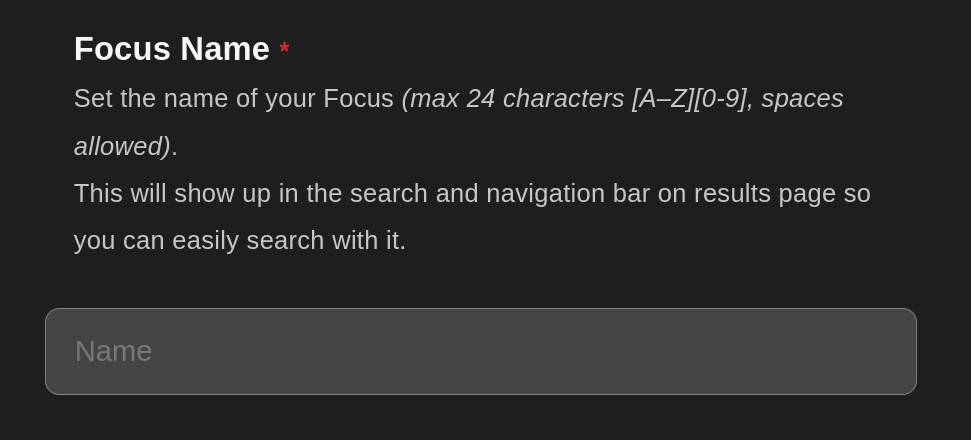 Focus Name *
Set the name of your Focus (max 24 characters [A–Z][0-9], spaces
allowed).
This will show up in the search and navigation bar on results page so
you can easily search with it.
Name